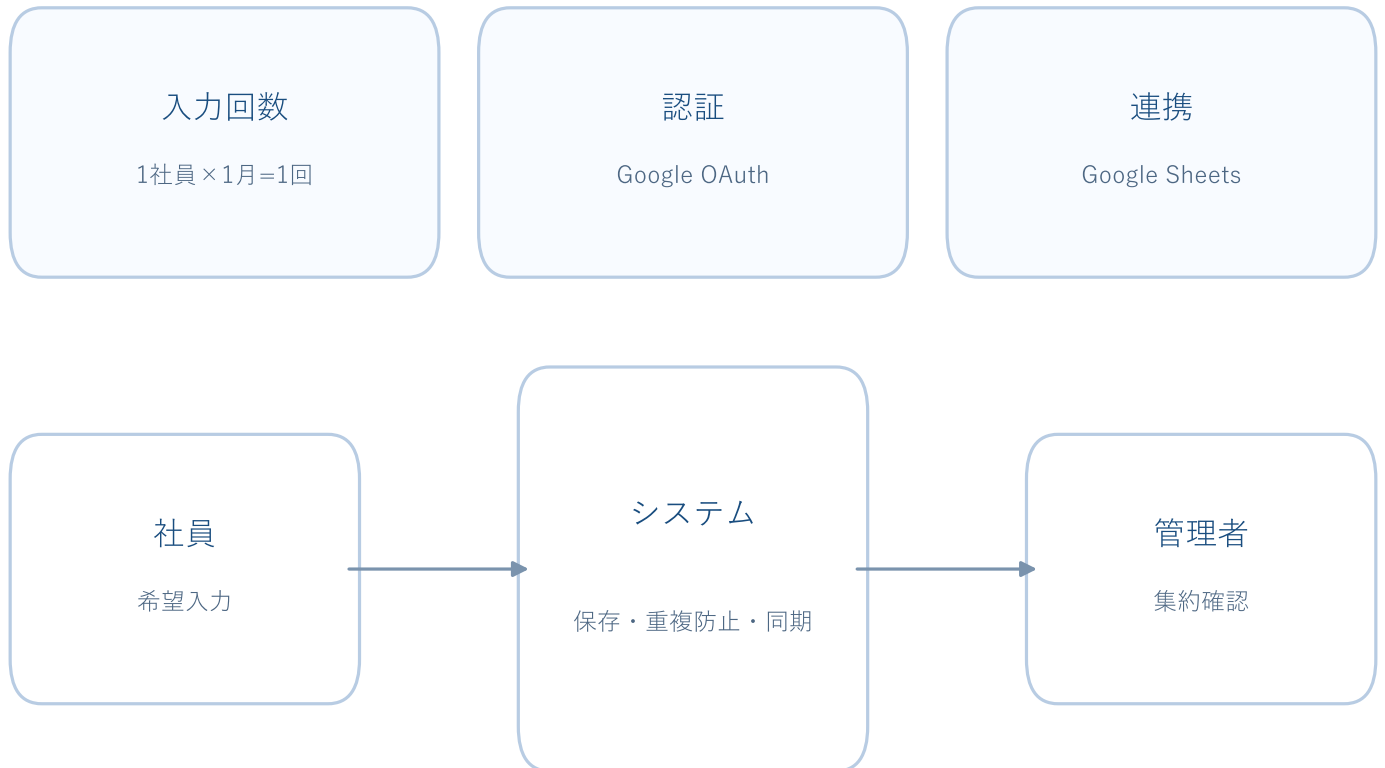 入力回数
1社員×1月=1回
認証
Google OAuth
連携
Google Sheets
社員
希望入力
システム
保存・重複防止・同期
管理者
集約確認